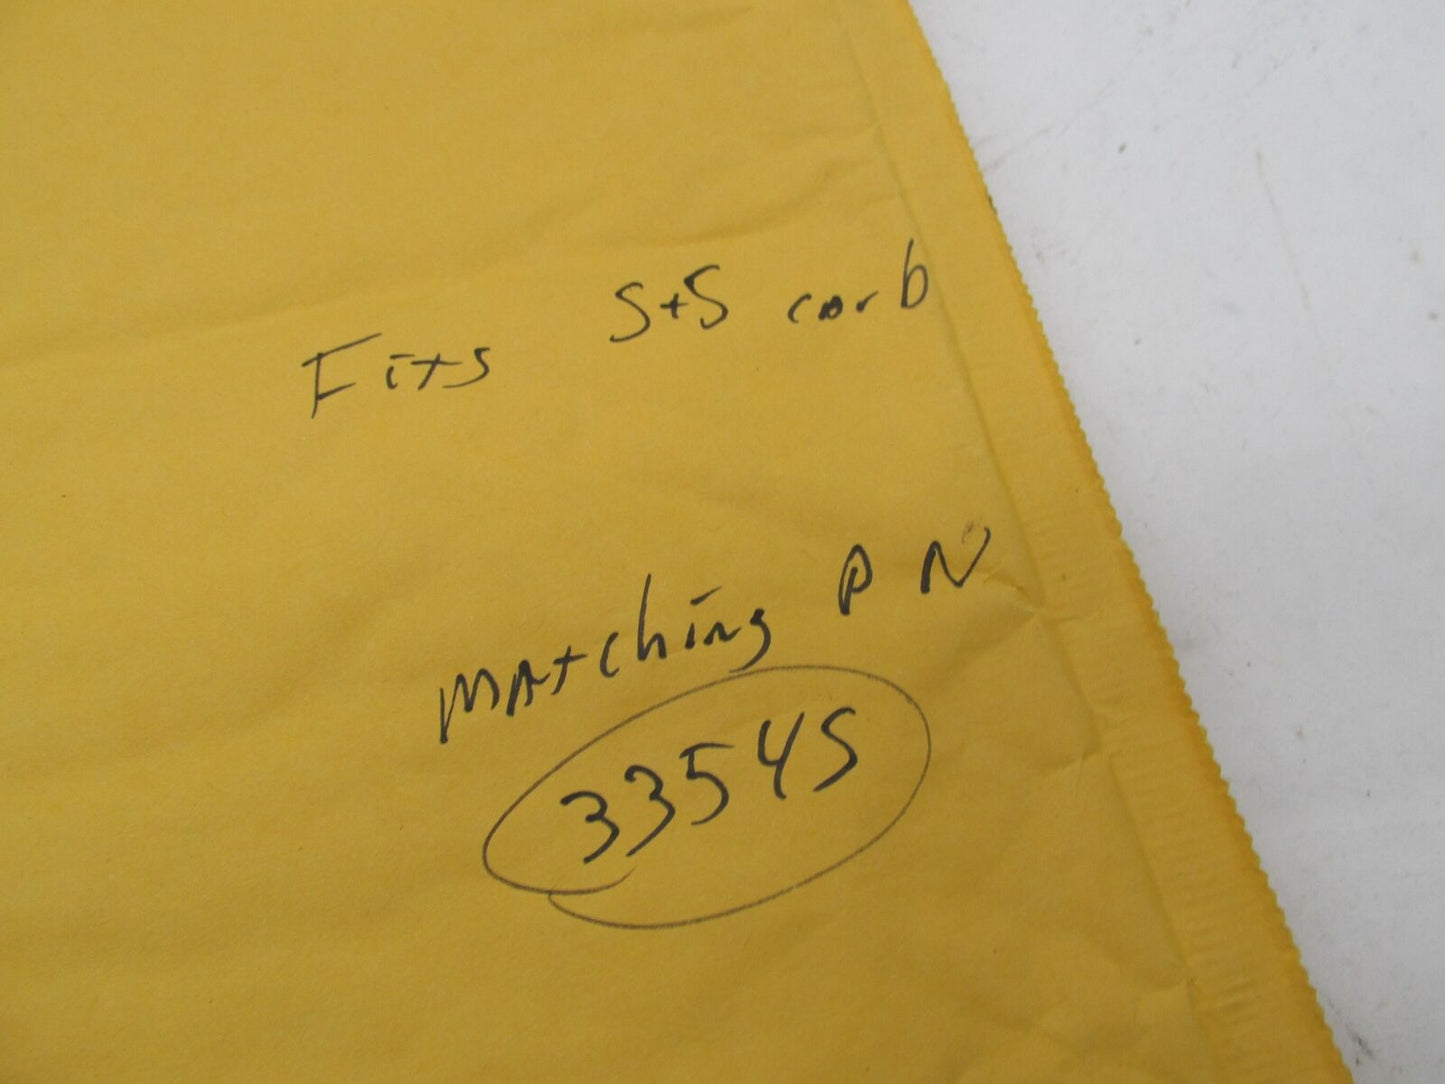 Fits S+S carb
Matching PN
33545